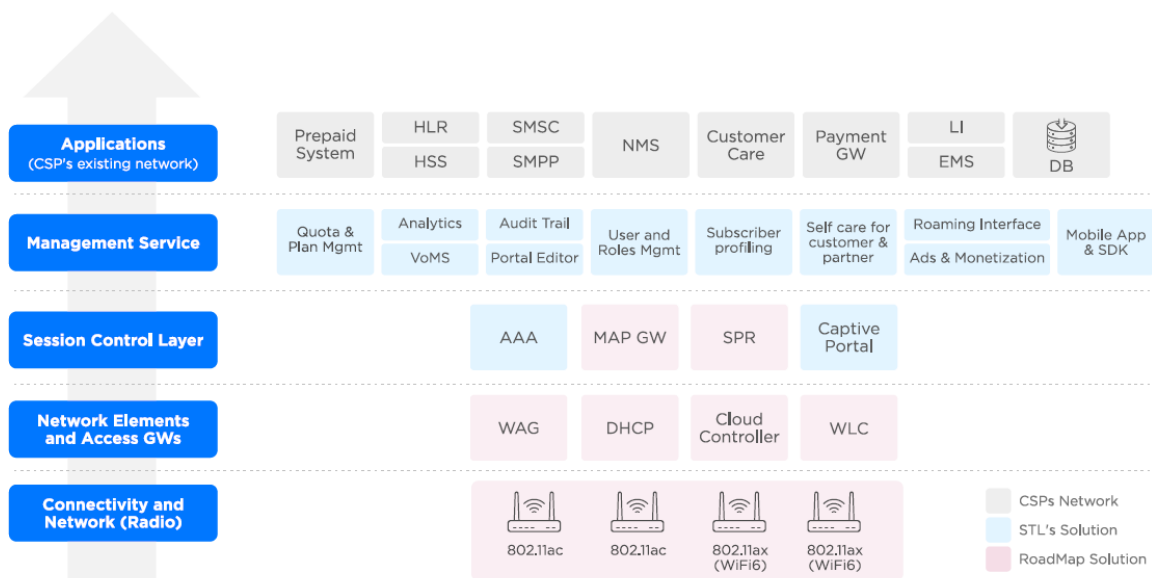 Applications
(CSP's existing network)
Prepaid
System
HLR
HSS
SMSC
SMPP
NMS
Customer
Care
Payment
GW
LI
EMS
DB
Management Service
Quota &
Plan Mgmt
Analytics
VoMS
Audit Trail
Portal Editor
User and
Roles Mgmt
Subscriber
profiling
Self care for
customer &
partner
Roaming Interface
Ads & Monetization
Mobile App
& SDK
Session Control Layer
AAA
MAP GW
SPR
Captive
Portal
Network Elements
and Access GWs
WAG
DHCP
Cloud
Controller
WLC
Connectivity and
Network (Radio)
802.11ac
802.11ac
802.11ax
(WiFi6)
802.11ax
(WiFi6)
CSPs Network
STL's Solution
RoadMap Solution